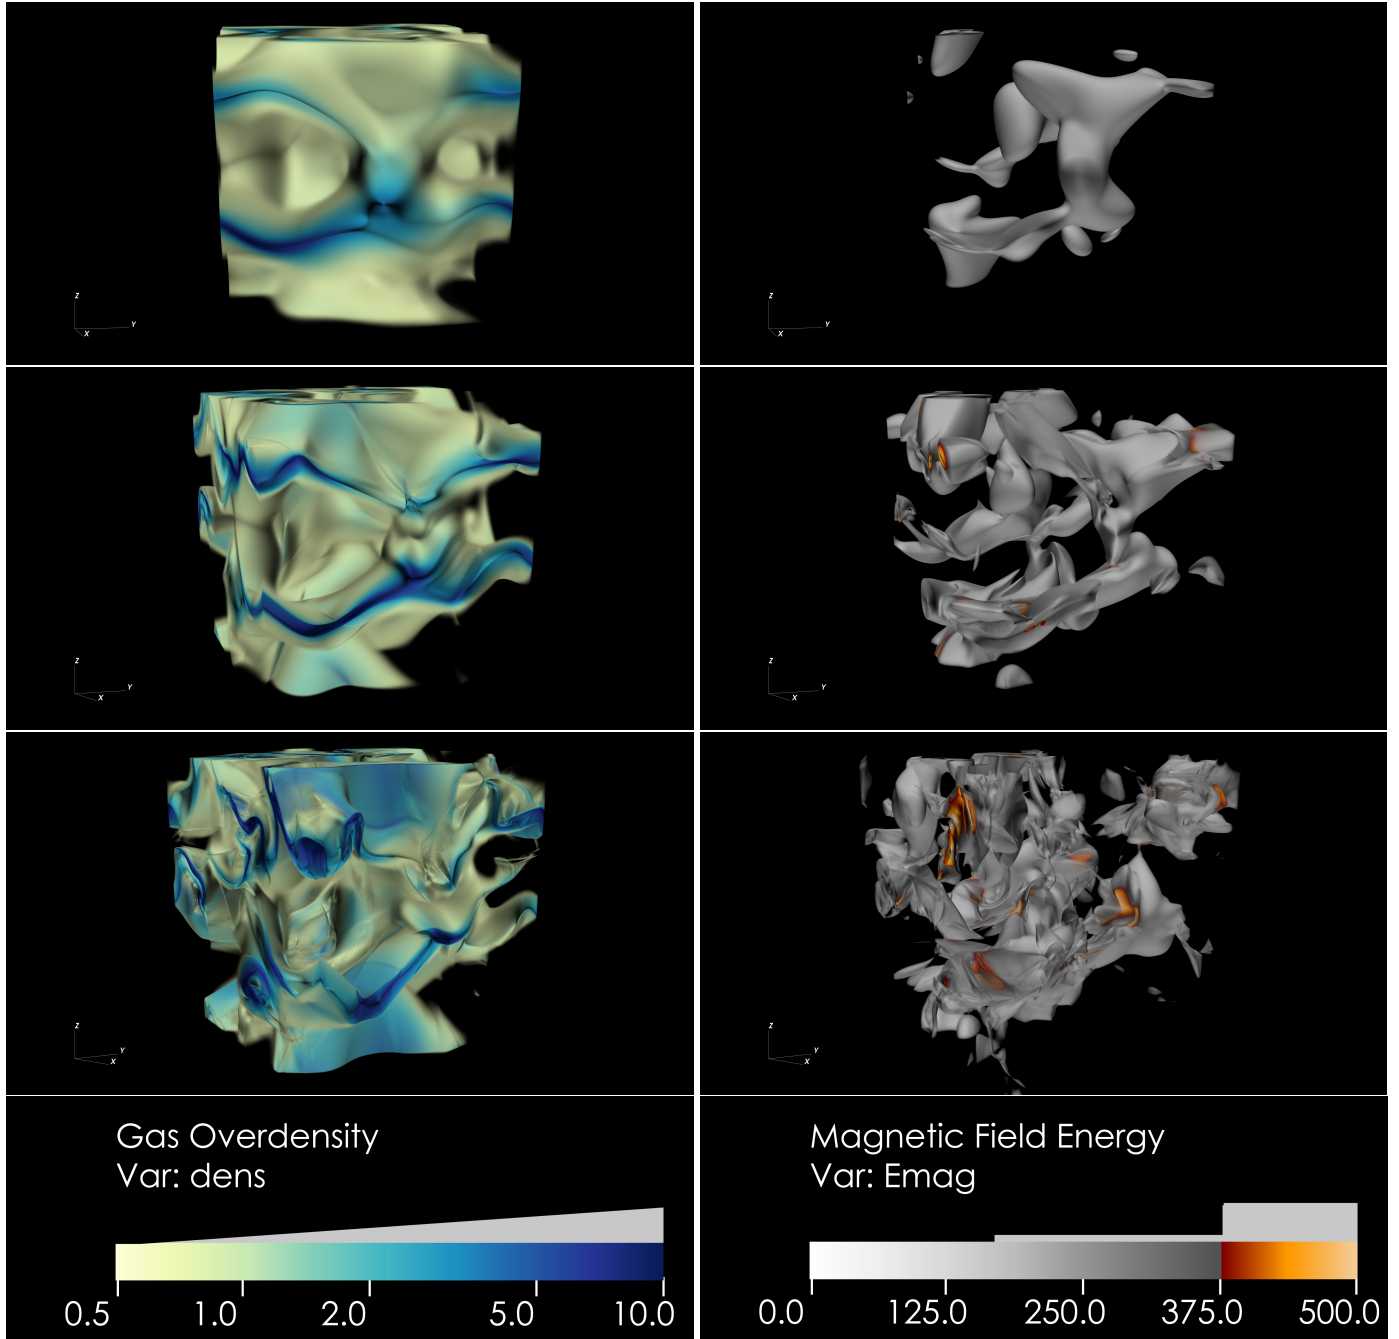 Z
Y
X
Z
Y
X
Z
Y
X
Z
Y
X
Z
Y
X
Z
Y
X
Gas Overdensity
Var: dens
0.5 1.0 2.0 5.0 10.0
Magnetic Field Energy
Var: Emag
0.0 125.0 250.0 375.0 500.0